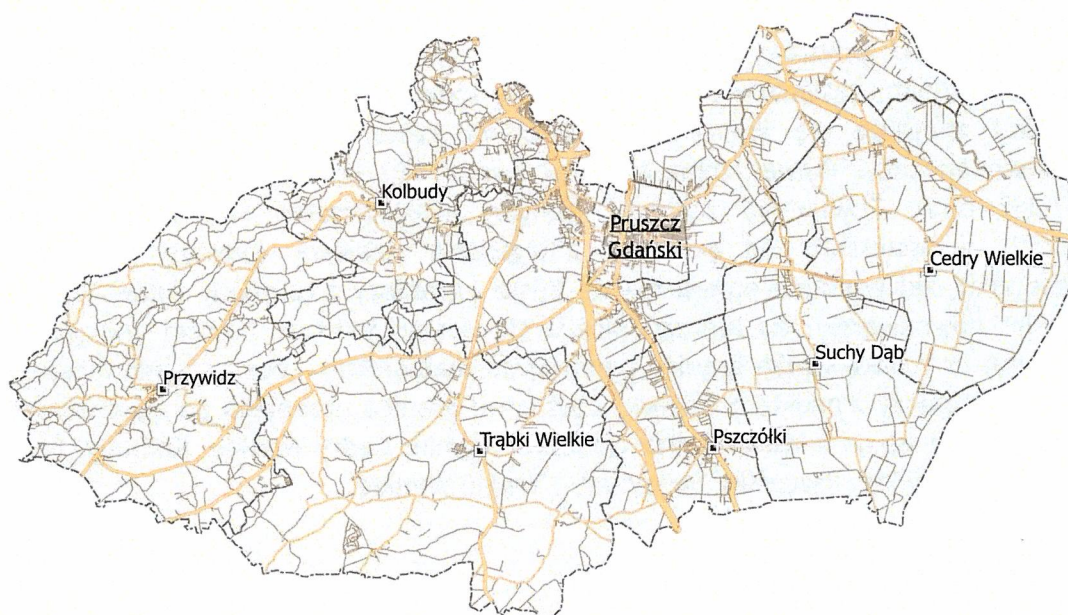 Kolbudy
Pruszcz
Gdański
Cedry Wielkie
Suchy Dąb
Przywidz
Trąbki Wielkie
Pszczółki